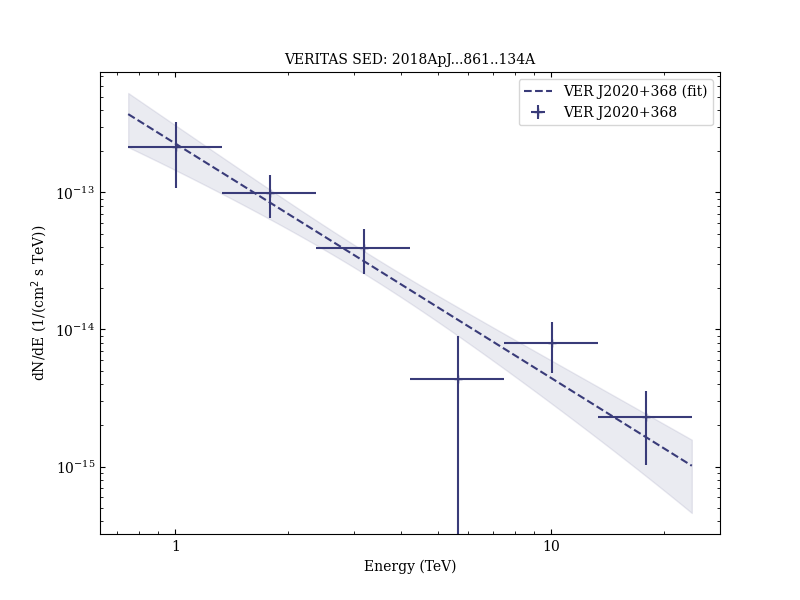 VERITAS SED: 2018ApJ...861..134A
VER J2020+368 (fit)
VER J2020+368
10⁻¹³
10⁻¹⁴
10⁻¹⁵
dN/dE (1/(cm² s TeV))
1 10
Energy (TeV)